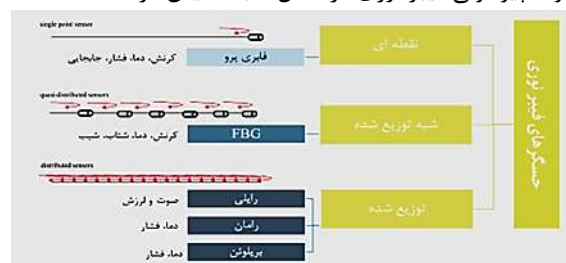 single point sensor
نقطه ای
فابری پرو
کرنش، دما، فشار، جابجایی
quasi-distributed sensors
شبه توزیع شده
FBG
کرنش، دما، شتاب، شیب
حسگرهای فیبر نوری
distributed sensors
توزیع شده
رایلی
صوت و لرزش
رامان
دما، فشار
بریلوئن
دما، فشار